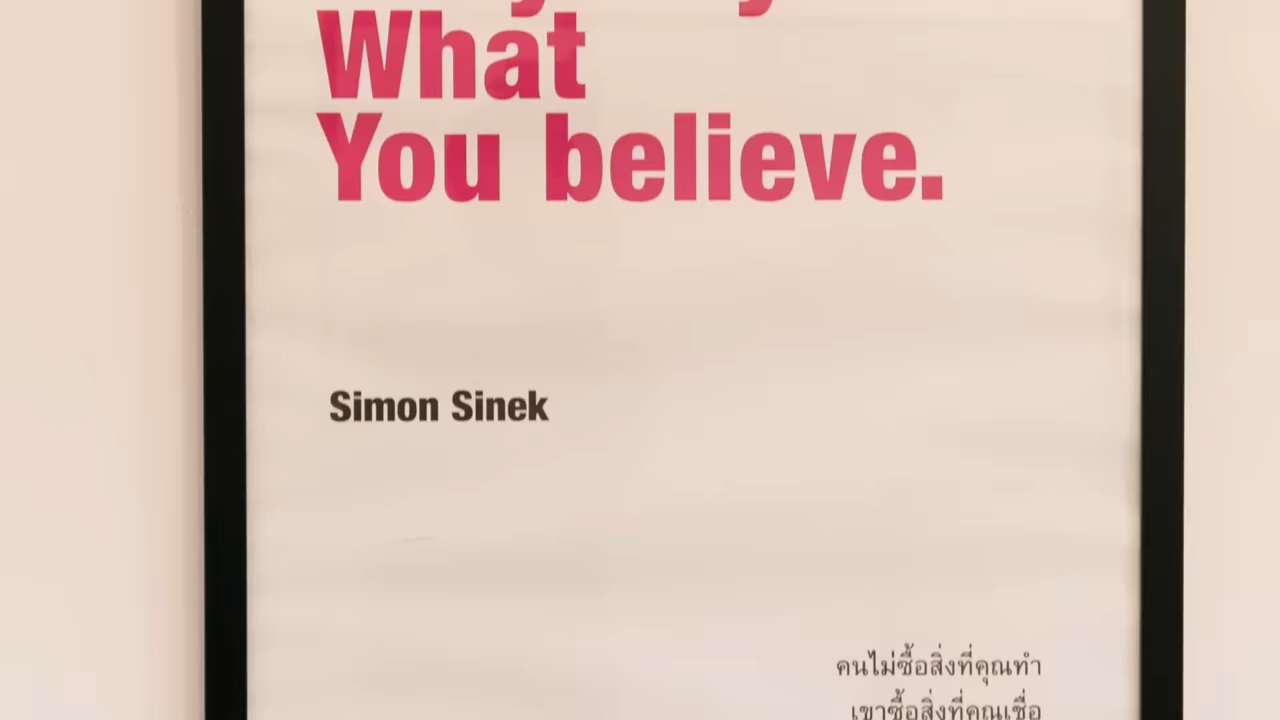 What
You believe.
Simon Sinek
คนไม่ซื้อสิ่งที่คุณทำ
เขาซื้อสิ่งที่คุณเชื่อ